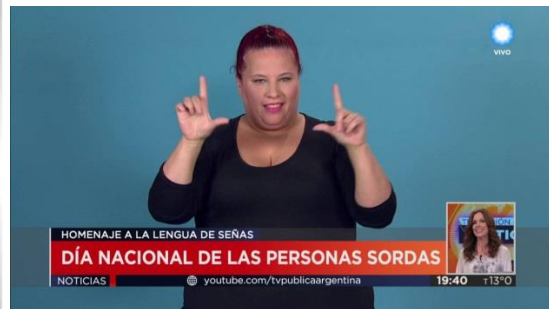 VIVO
HOMENAJE A LA LENGUA DE SEÑAS
DÍA NACIONAL DE LAS PERSONAS SORDAS
NOTICIAS youtube.com/tvpublicaargentina 19:40 T13°